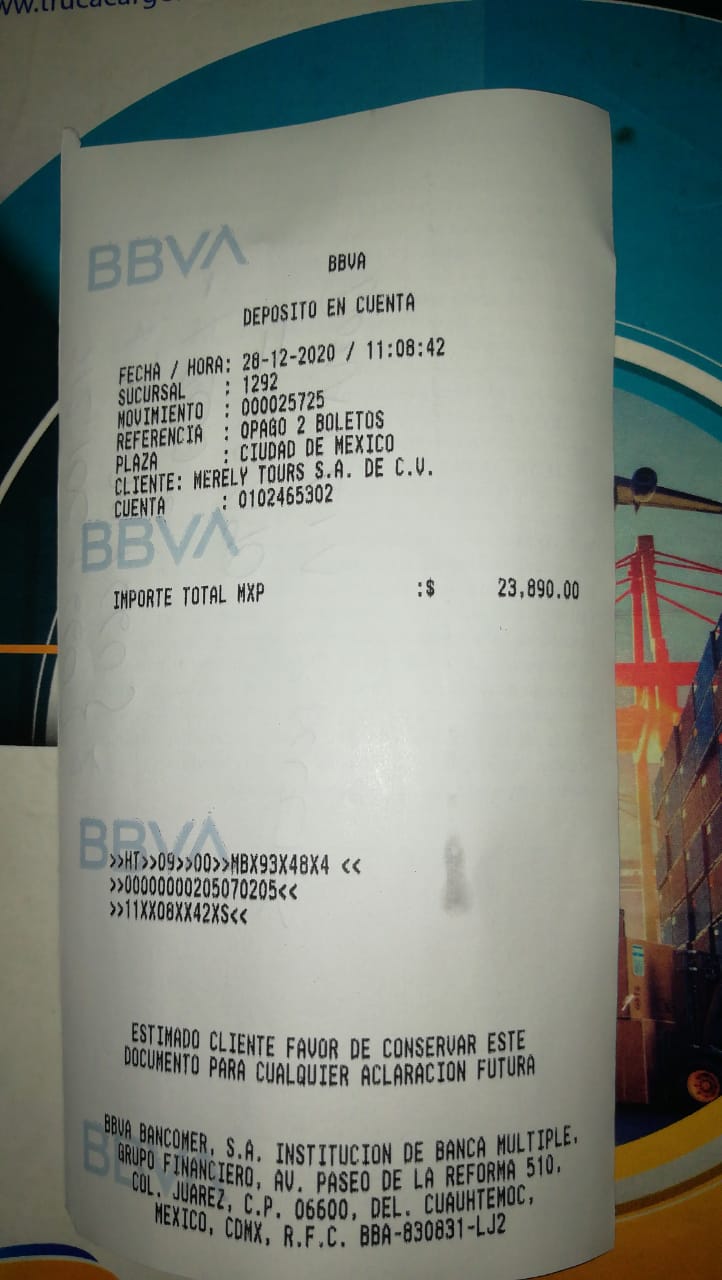 BBVA
BBVA
DEPOSITO EN CUENTA
FECHA / HORA: 28-12-2020 / 11:08:42
SUCURSAL : 1292
MOVIMIENTO : 000025725
REFERENCIA : OPAGO 2 BOLETOS
PLAZA : CIUDAD DE MEXICO
CLIENTE: MERELY TOURS S.A. DE C.V.
CUENTA : 0102465302
BBVA
IMPORTE TOTAL MXP :$ 23,890.00
BBVA
>>HT>>09>>00>>MBX93X48X4 <<
>>00000000205070205<<
>>11XX08XX42XS<<
ESTIMADO CLIENTE FAVOR DE CONSERVAR ESTE
DOCUMENTO PARA CUALQUIER ACLARACION FUTURA
BBVA BANCOMER, S.A. INSTITUCION DE BANCA MULTIPLE,
GRUPO FINANCIERO, AV. PASEO DE LA REFORMA 510,
COL. JUAREZ, C.P. 06600, DEL. CUAUHTEMOC,
MEXICO, CDMX, R.F.C. BBA-830831-LJ2